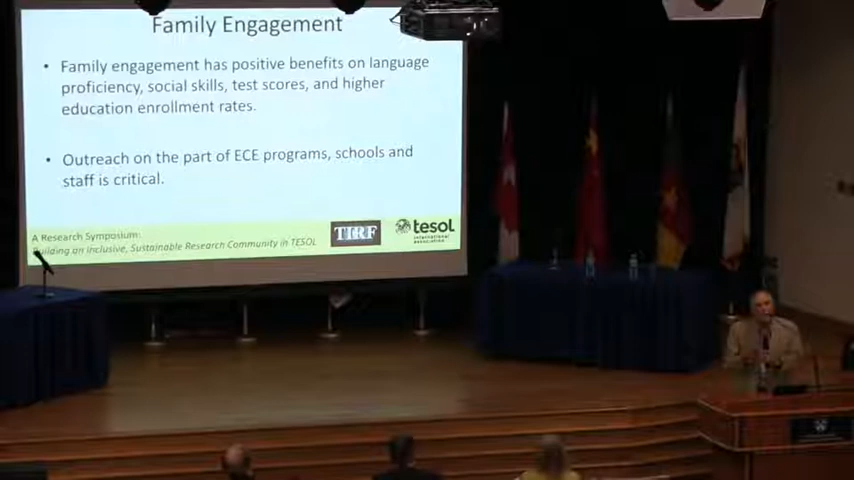 Family Engagement
• Family engagement has positive benefits on language
proficiency, social skills, test scores, and higher
education enrollment rates.
• Outreach on the part of ECE programs, schools and
staff is critical.
A Research Symposium:
Building an Inclusive, Sustainable Research Community in TESOL
TIRF
tesol
international
association